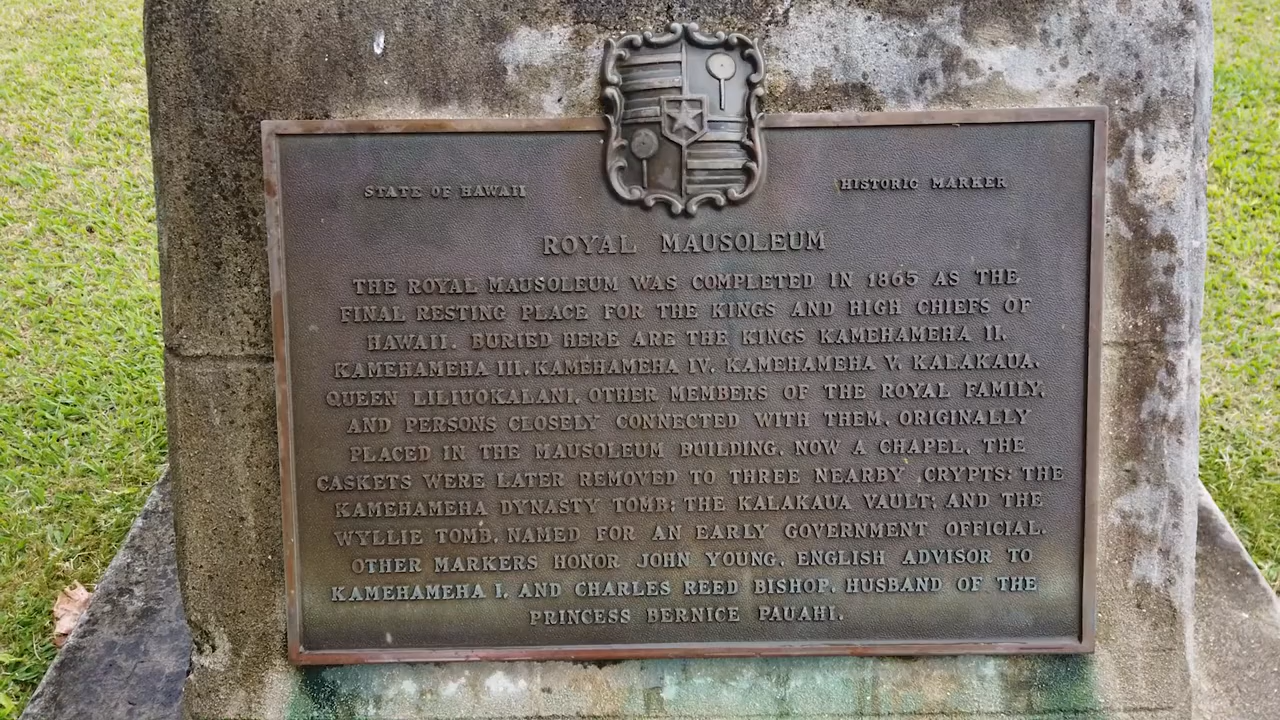 STATE OF HAWAII
HISTORIC MARKER
ROYAL MAUSOLEUM
THE ROYAL MAUSOLEUM WAS COMPLETED IN 1865 AS THE
FINAL RESTING PLACE FOR THE KINGS AND HIGH CHIEFS OF
HAWAII. BURIED HERE ARE THE KINGS KAMEHAMEHA II,
KAMEHAMEHA III, KAMEHAMEHA IV, KAMEHAMEHA V, KALAKAUA,
QUEEN LILIUOKALANI, OTHER MEMBERS OF THE ROYAL FAMILY,
AND PERSONS CLOSELY CONNECTED WITH THEM. ORIGINALLY
PLACED IN THE MAUSOLEUM BUILDING, NOW A CHAPEL, THE
CASKETS WERE LATER REMOVED TO THREE NEARBY CRYPTS: THE
KAMEHAMEHA DYNASTY TOMB; THE KALAKAUA VAULT; AND THE
WYLLIE TOMB, NAMED FOR AN EARLY GOVERNMENT OFFICIAL.
OTHER MARKERS HONOR JOHN YOUNG, ENGLISH ADVISOR TO
KAMEHAMEHA I, AND CHARLES REED BISHOP, HUSBAND OF THE
PRINCESS BERNICE PAUAHI.